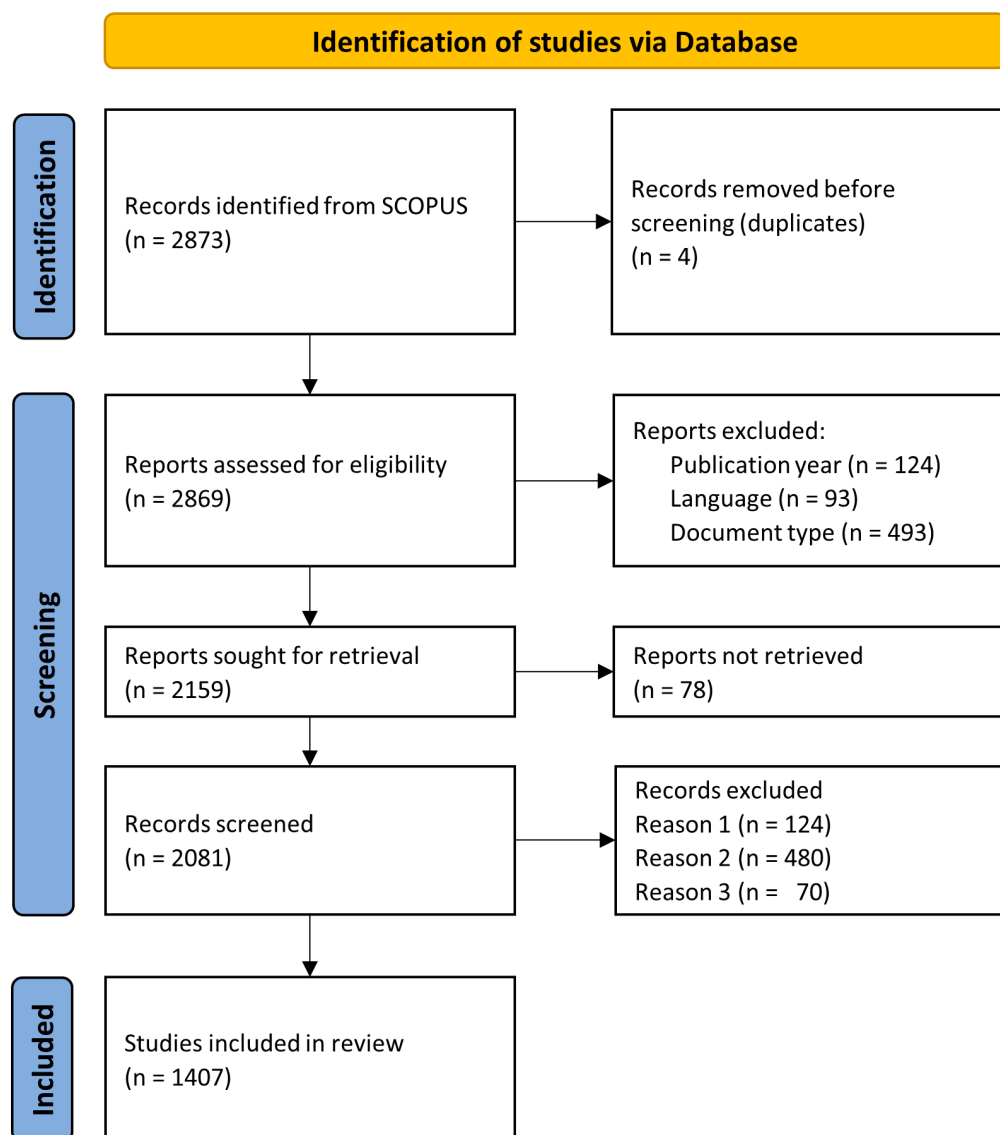 Identification of studies via Database
Identification
Records identified from SCOPUS
(n = 2873)
Records removed before
screening (duplicates)
(n = 4)
Screening
Reports assessed for eligibility
(n = 2869)
Reports excluded:
Publication year (n = 124)
Language (n = 93)
Document type (n = 493)
Reports sought for retrieval
(n = 2159)
Reports not retrieved
(n = 78)
Records screened
(n = 2081)
Records excluded
Reason 1 (n = 124)
Reason 2 (n = 480)
Reason 3 (n =   70)
Included
Studies included in review
(n = 1407)